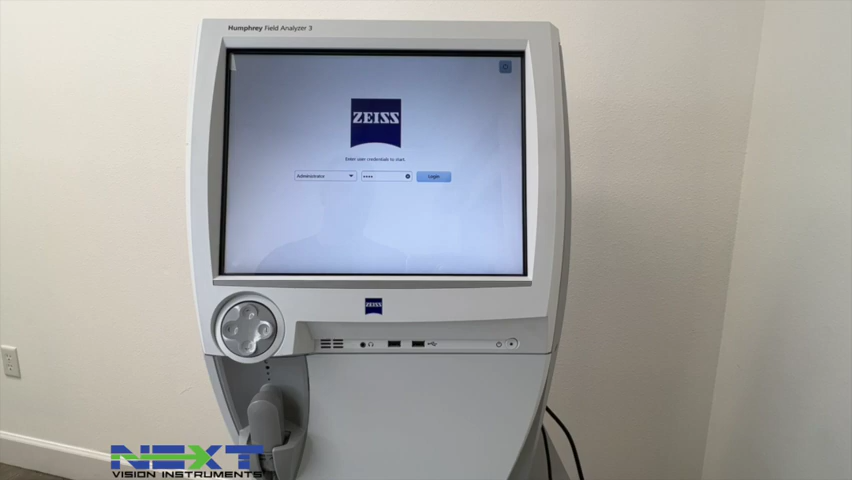 Humphrey Field Analyzer 3
ZEISS
Enter user credentials to start.
Administrator
••••
Login
ZEISS
NEXT
VISION INSTRUMENTS